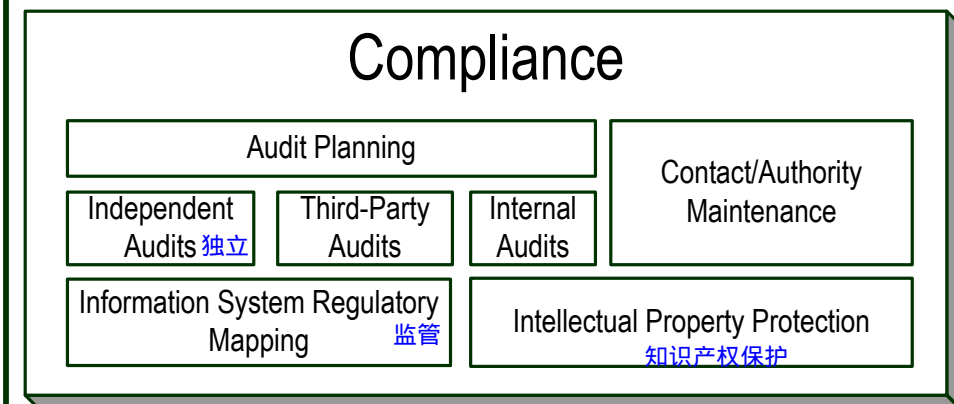 Compliance
Audit Planning
Contact/Authority
Maintenance
Independent
Audits 独立
Third-Party
Audits
Internal
Audits
Information System Regulatory
Mapping 监管
Intellectual Property Protection
知识产权保护